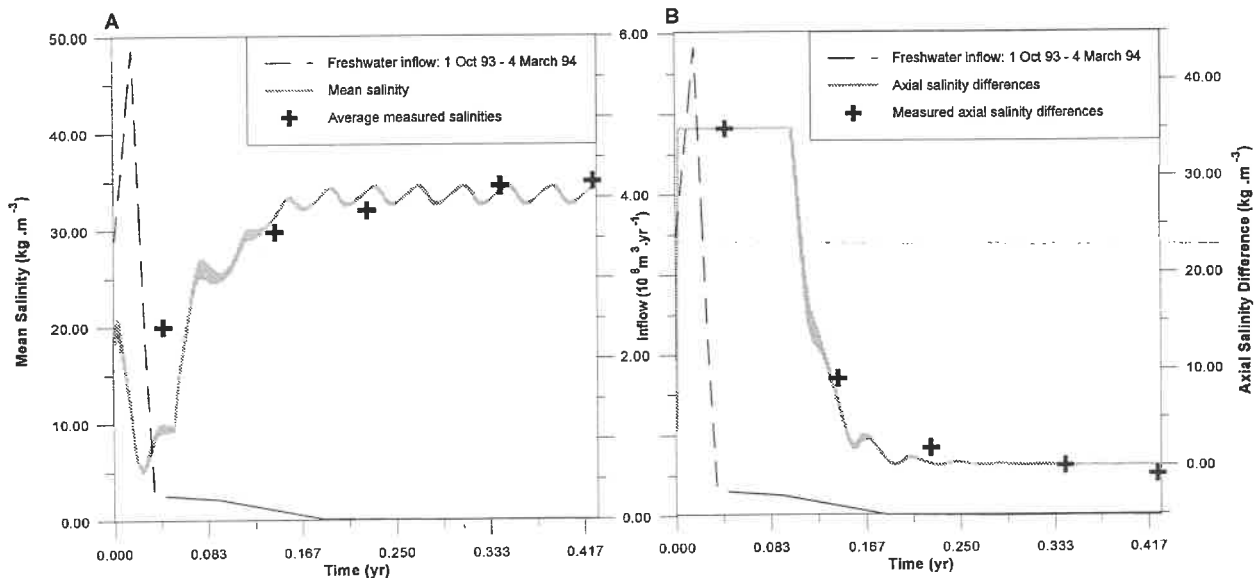 A
50.00
40.00
30.00
20.00
10.00
0.00
Mean Salinity (kg .m⁻³)
Freshwater inflow: 1 Oct 93 - 4 March 94
Mean salinity
Average measured salinities
0.000
0.083
0.167
0.250
0.333
0.417
Time (yr)
6.00
4.00
2.00
0.00
Inflow (10⁸m³.yr⁻¹)
B
Freshwater inflow: 1 Oct 93 - 4 March 94
Axial salinity differences
Measured axial salinity differences
40.00
30.00
20.00
10.00
0.00
Axial Salinity Difference (kg .m⁻³)
0.000
0.083
0.167
0.250
0.333
0.417
Time (yr)